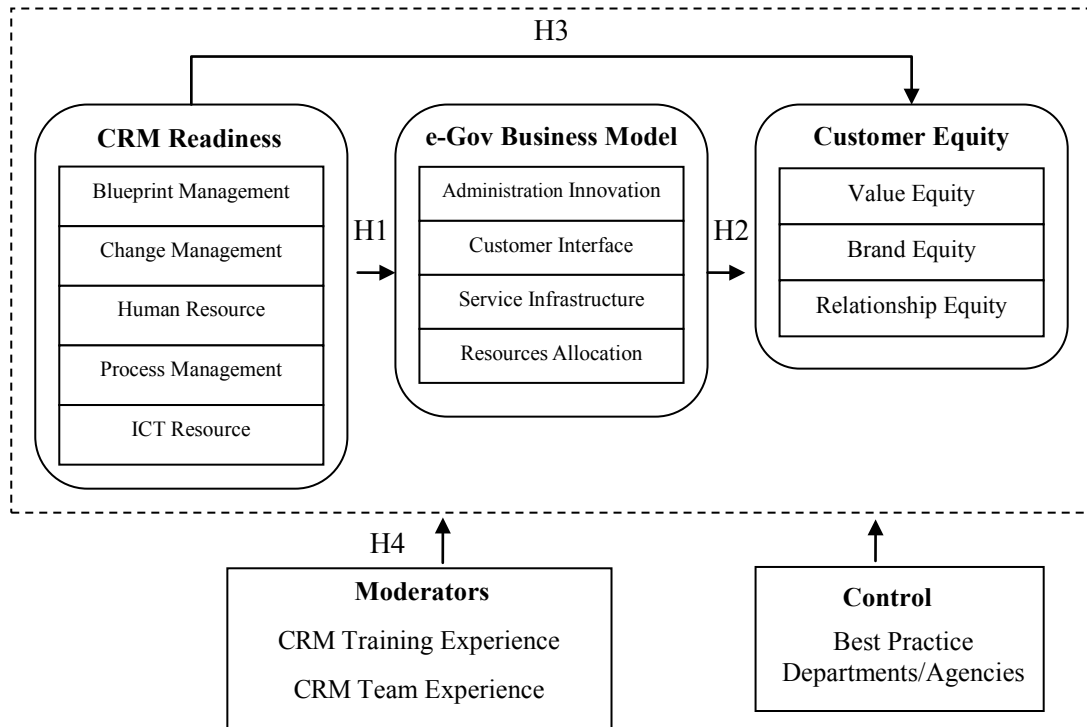 H3
CRM Readiness
Blueprint Management
Change Management
Human Resource
Process Management
ICT Resource
H1
e-Gov Business Model
Administration Innovation
Customer Interface
Service Infrastructure
Resources Allocation
H2
Customer Equity
Value Equity
Brand Equity
Relationship Equity
H4
Moderators
CRM Training Experience
CRM Team Experience
Control
Best Practice
Departments/Agencies